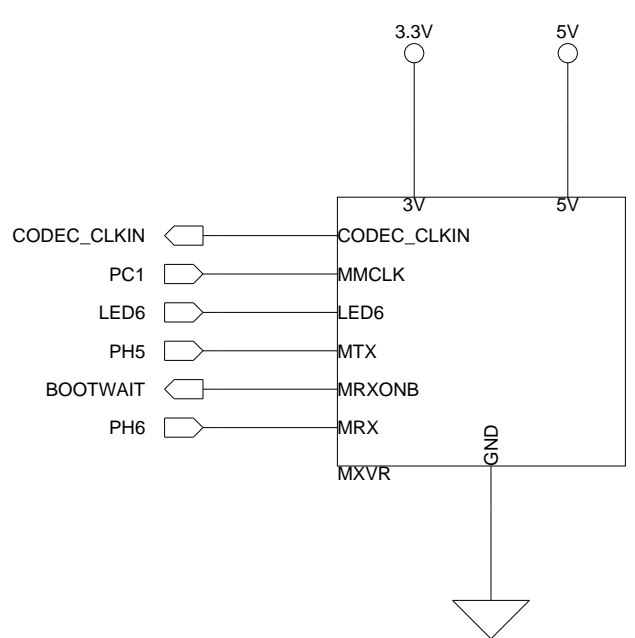 3.3V 5V
3V 5V
CODEC_CLKIN CODEC_CLKIN
PC1 MMCLK
LED6 LED6
PH5 MTX
BOOTWAIT MRXONB
PH6 MRX
GND
MXVR